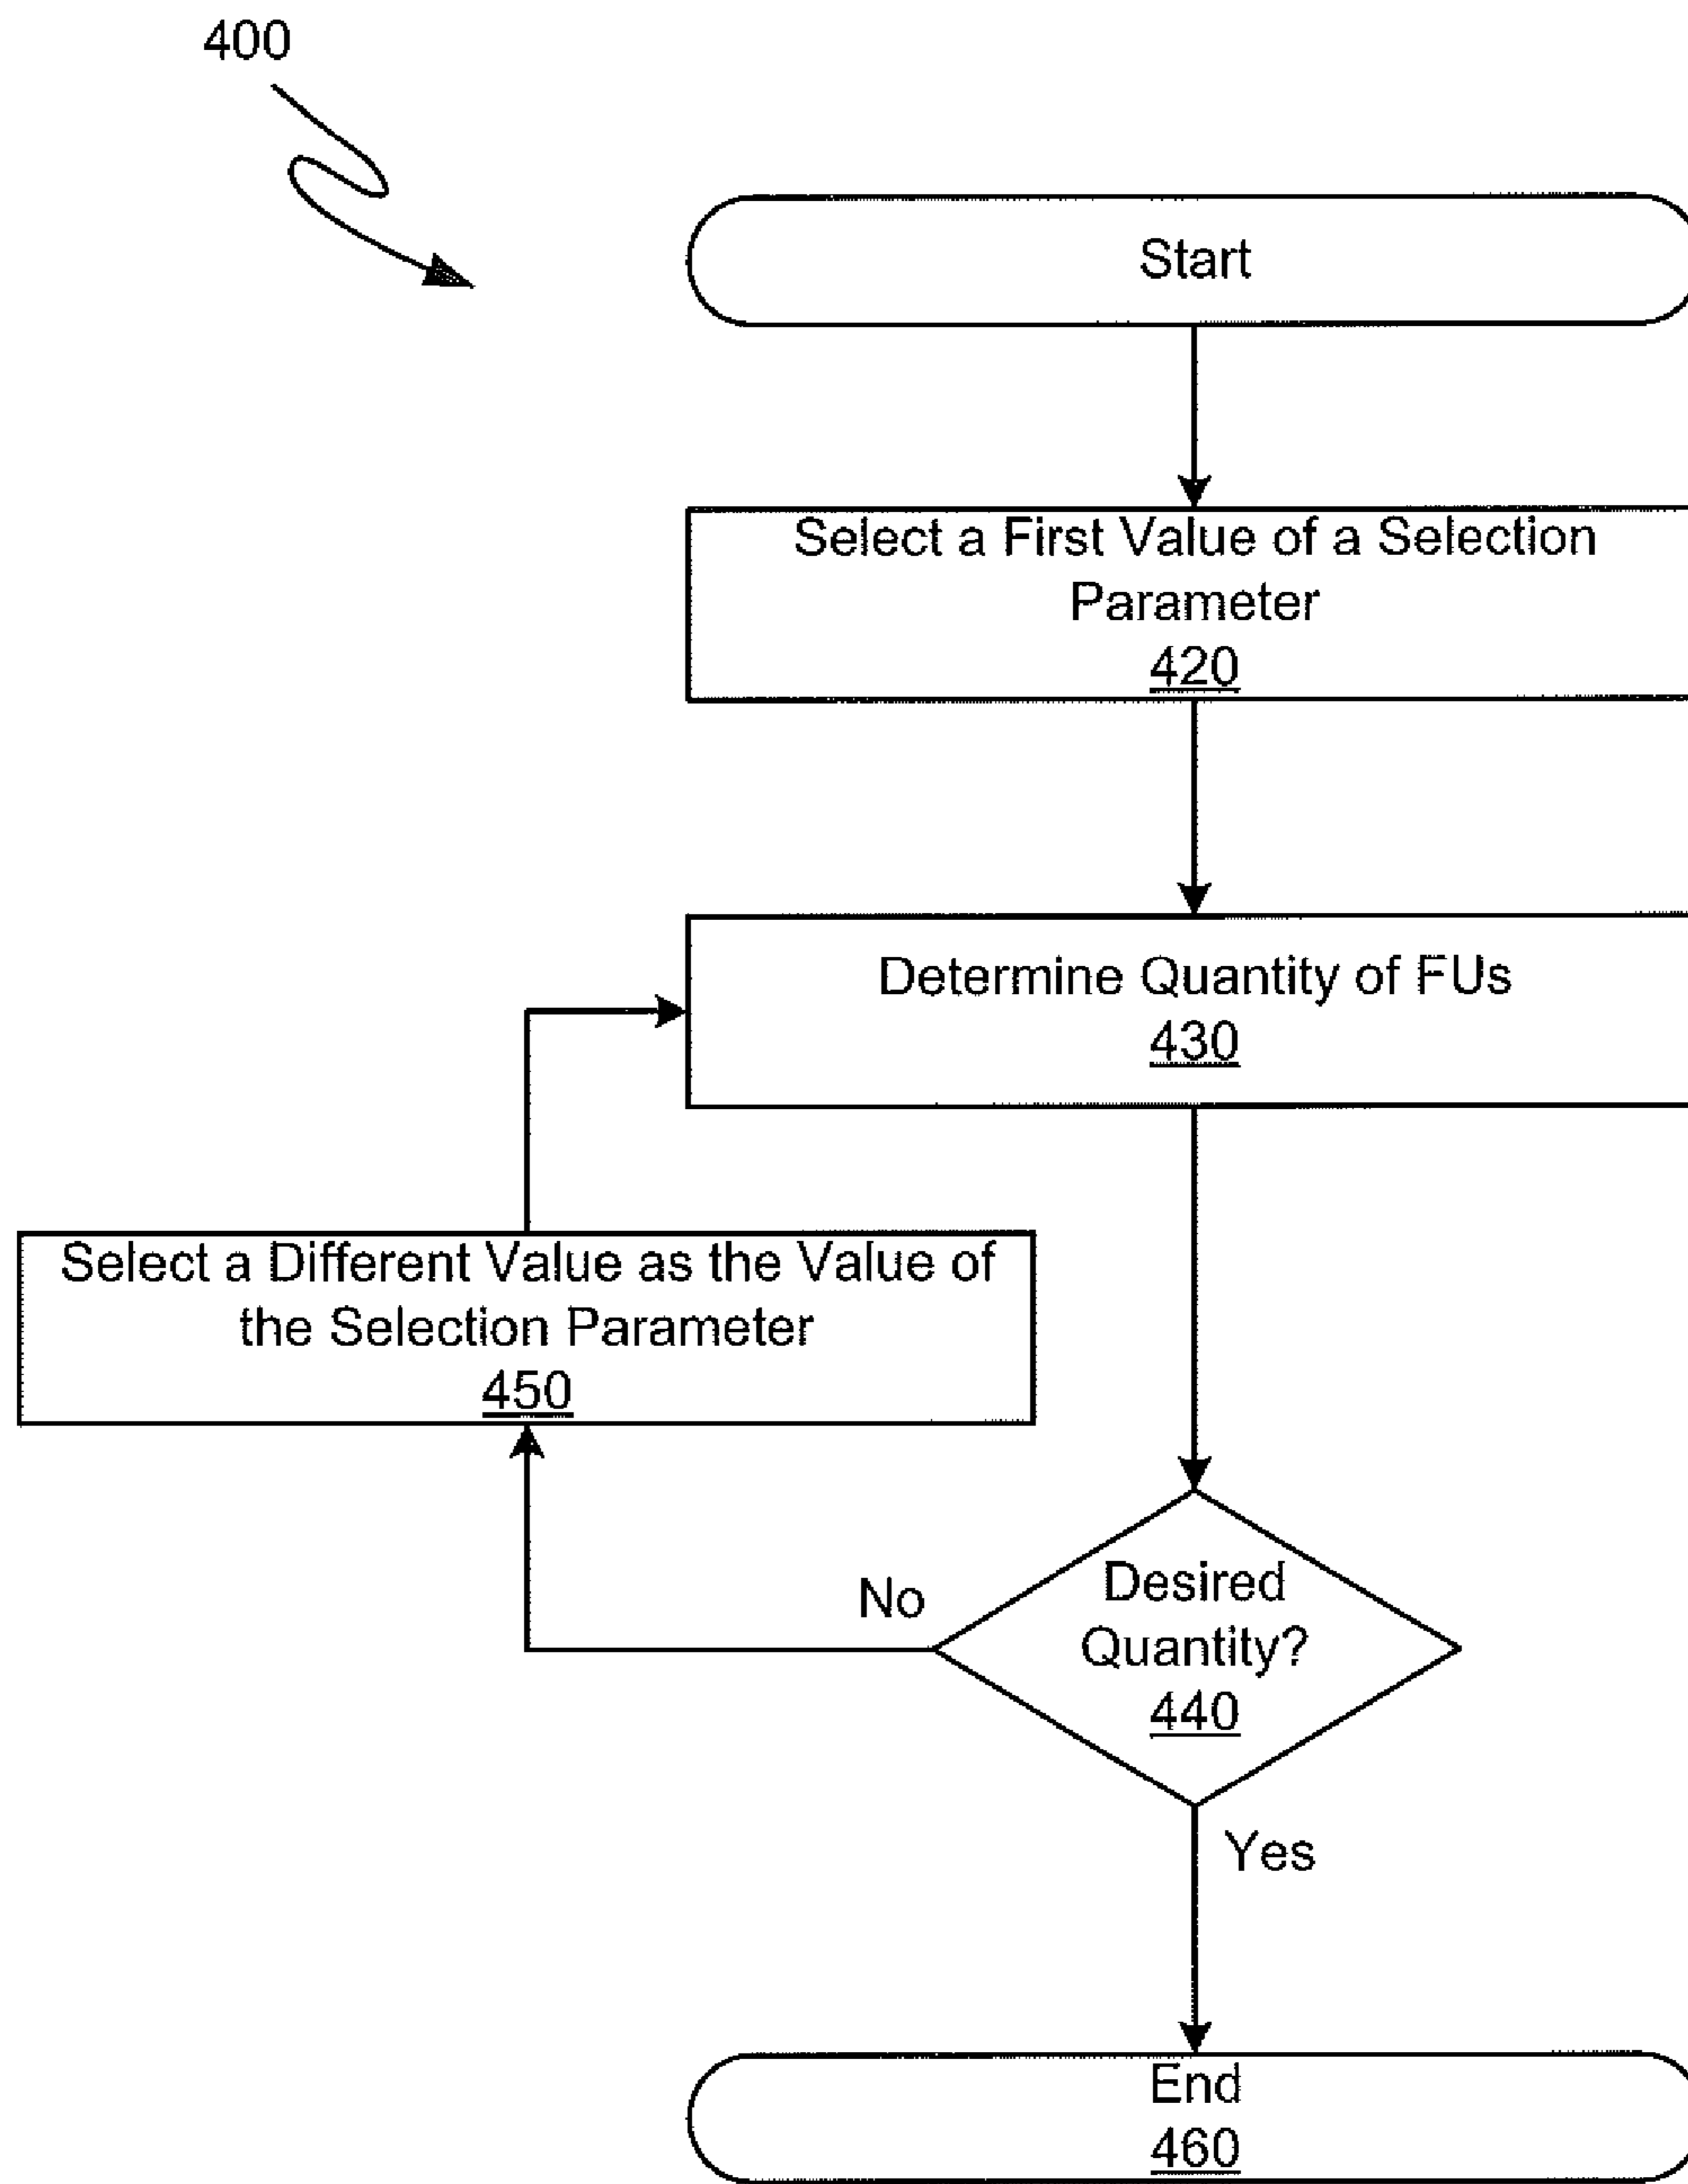 400
Start
Select a First Value of a Selection
Parameter
420
Determine Quantity of FUs
430
Select a Different Value as the Value of
the Selection Parameter
450
No
Desired
Quantity?
440
Yes
End
460